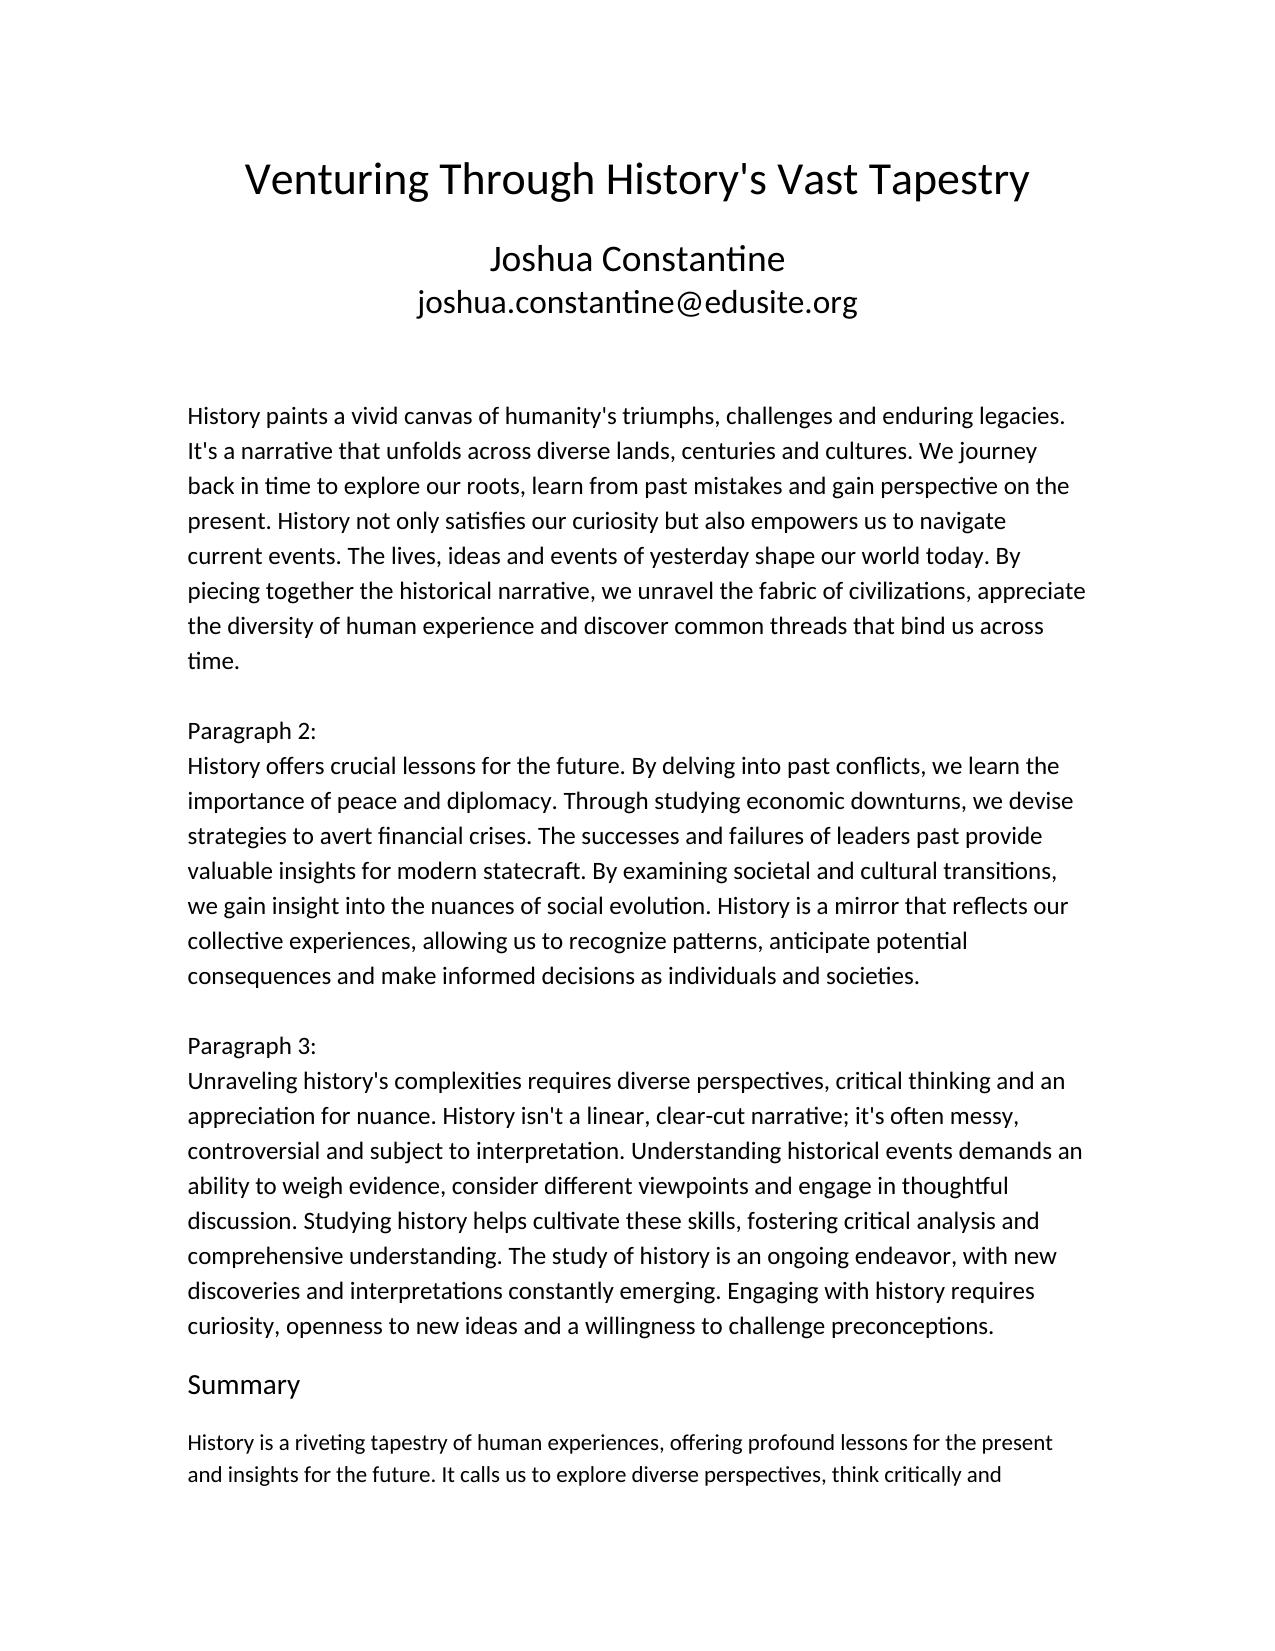 Venturing Through History's Vast Tapestry
Joshua Constantine
joshua.constantine@edusite.org
History paints a vivid canvas of humanity's triumphs, challenges and enduring legacies.
It's a narrative that unfolds across diverse lands, centuries and cultures. We journey
back in time to explore our roots, learn from past mistakes and gain perspective on the
present. History not only satisfies our curiosity but also empowers us to navigate
current events. The lives, ideas and events of yesterday shape our world today. By
piecing together the historical narrative, we unravel the fabric of civilizations, appreciate
the diversity of human experience and discover common threads that bind us across
time.
Paragraph 2:
History offers crucial lessons for the future. By delving into past conflicts, we learn the
importance of peace and diplomacy. Through studying economic downturns, we devise
strategies to avert financial crises. The successes and failures of leaders past provide
valuable insights for modern statecraft. By examining societal and cultural transitions,
we gain insight into the nuances of social evolution. History is a mirror that reflects our
collective experiences, allowing us to recognize patterns, anticipate potential
consequences and make informed decisions as individuals and societies.
Paragraph 3:
Unraveling history's complexities requires diverse perspectives, critical thinking and an
appreciation for nuance. History isn't a linear, clear-cut narrative; it's often messy,
controversial and subject to interpretation. Understanding historical events demands an
ability to weigh evidence, consider different viewpoints and engage in thoughtful
discussion. Studying history helps cultivate these skills, fostering critical analysis and
comprehensive understanding. The study of history is an ongoing endeavor, with new
discoveries and interpretations constantly emerging. Engaging with history requires
curiosity, openness to new ideas and a willingness to challenge preconceptions.
Summary
History is a riveting tapestry of human experiences, offering profound lessons for the present
and insights for the future. It calls us to explore diverse perspectives, think critically and